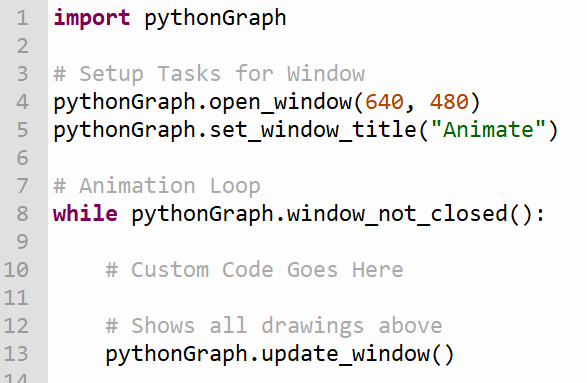 1 import pythonGraph
2
3 # Setup Tasks for Window
4 pythonGraph.open_window(640, 480)
5 pythonGraph.set_window_title("Animate")
6
7 # Animation Loop
8 while pythonGraph.window_not_closed():
9
10     # Custom Code Goes Here
11
12     # Shows all drawings above
13     pythonGraph.update_window()
14